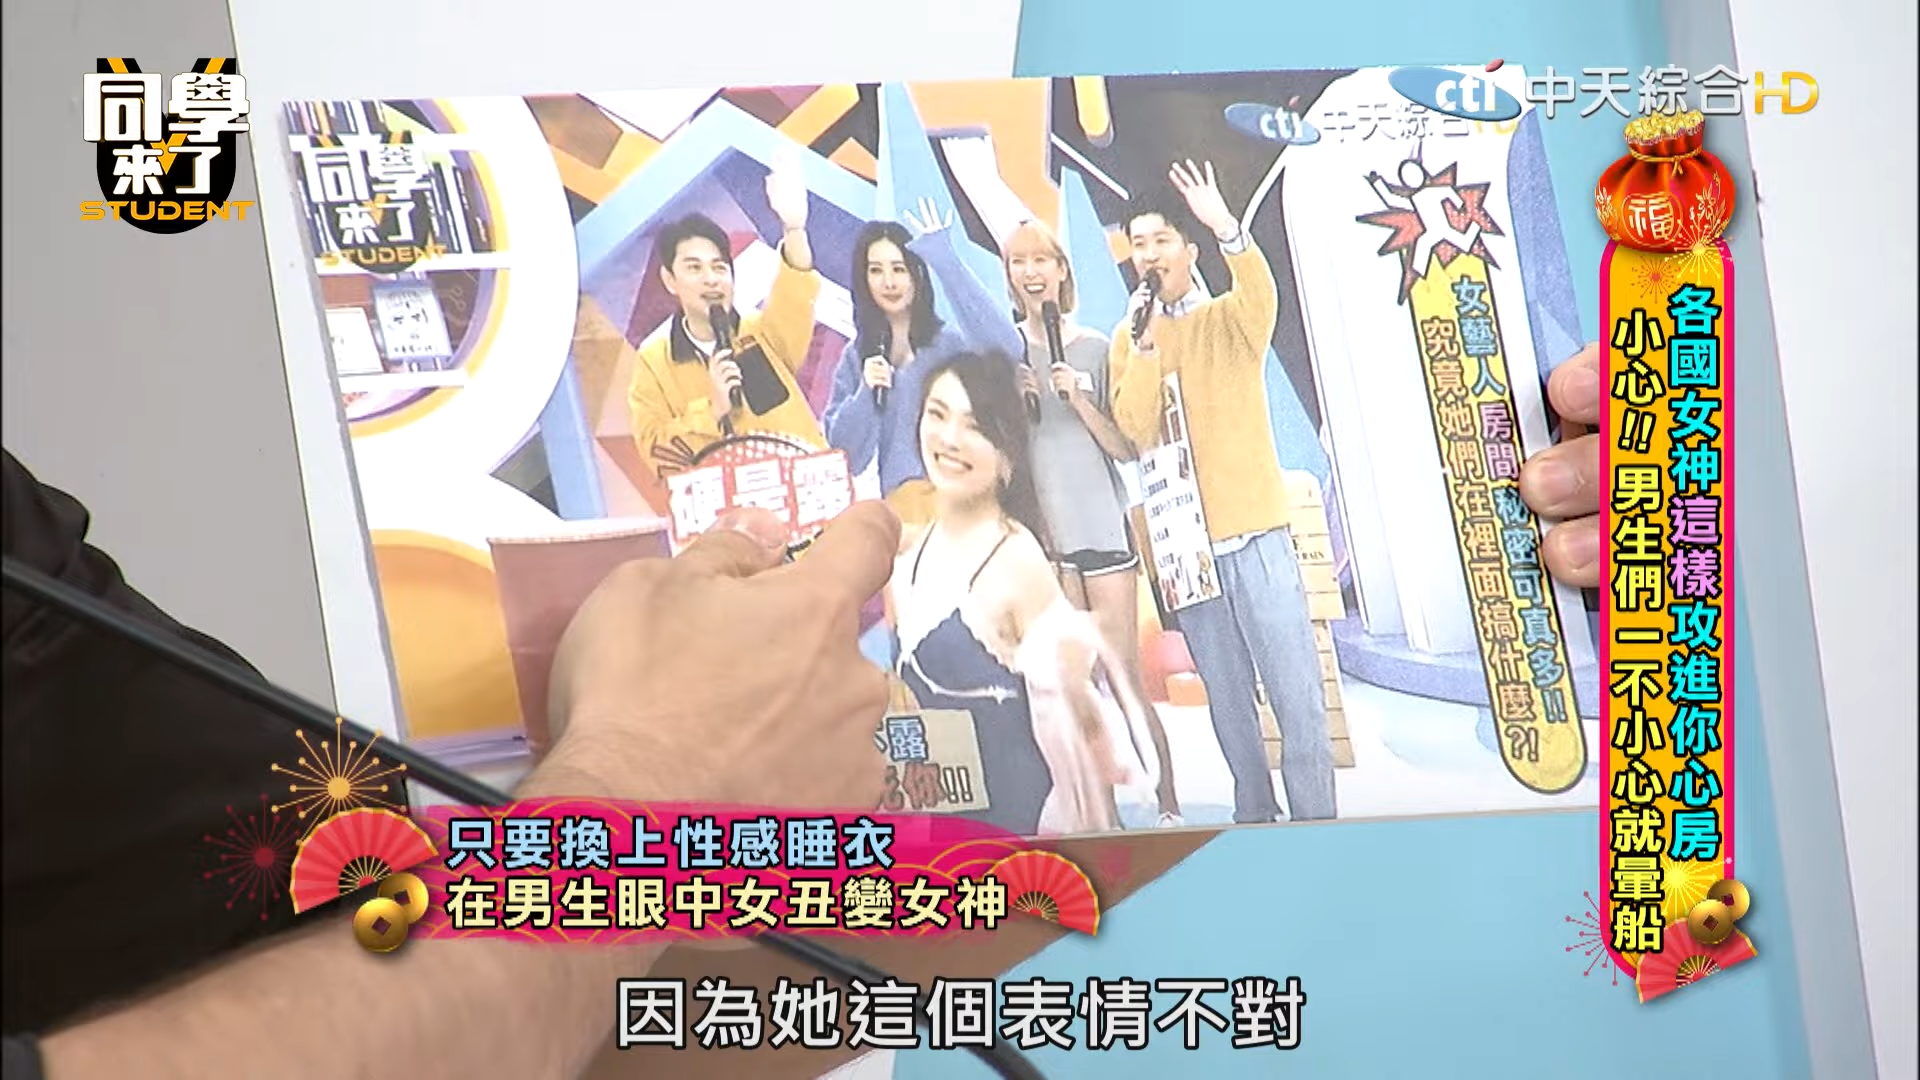 同學
來了
STUDENT
cti 中天綜合HD
福
各國女神這樣攻進你心房
小心!! 男生們一不小心就暈船
同學
來了
STUDENT
cti 中天綜合HD
女藝人房間秘密可真多!!
究竟她們在裡面搞什麼?!
硬是露
露
你!!
只要換上性感睡衣
在男生眼中女丑變女神
因為她這個表情不對